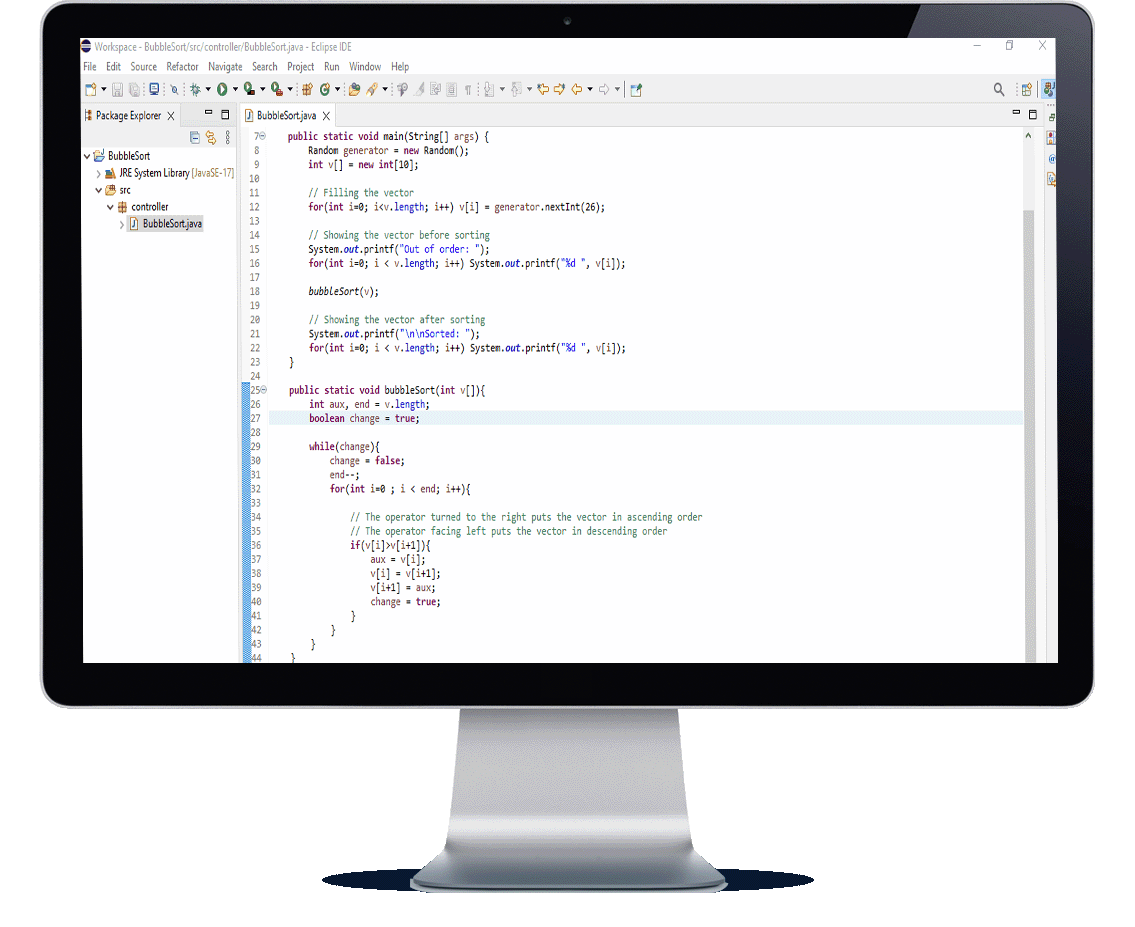 Workspace - BubbleSort/src/controller/BubbleSort.java - Eclipse IDE
File Edit Source Refactor Navigate Search Project Run Window Help
Package Explorer
BubbleSort.java
BubbleSort
JRE System Library [JavaSE-17]
src
controller
BubbleSort.java
7 public static void main(String[] args) {
8 Random generator = new Random();
9 int v[] = new int[10];
10
11 // Filling the vector
12 for(int i=0; i<v.length; i++) v[i] = generator.nextInt(26);
13
14 // Showing the vector before sorting
15 System.out.printf("Out of order: ");
16 for(int i=0; i < v.length; i++) System.out.printf("%d ", v[i]);
17
18 bubbleSort(v);
19
20 // Showing the vector after sorting
21 System.out.printf("\n\nSorted: ");
22 for(int i=0; i < v.length; i++) System.out.printf("%d ", v[i]);
23 }
24
25 public static void bubbleSort(int v[]){
26 int aux, end = v.length;
27 boolean change = true;
28
29 while(change){
30 change = false;
31 end--;
32 for(int i=0 ; i < end; i++){
33
34 // The operator turned to the right puts the vector in ascending order
35 // The operator facing left puts the vector in descending order
36 if(v[i]>v[i+1]){
37 aux = v[i];
38 v[i] = v[i+1];
39 v[i+1] = aux;
40 change = true;
41 }
42 }
43 }
44 }